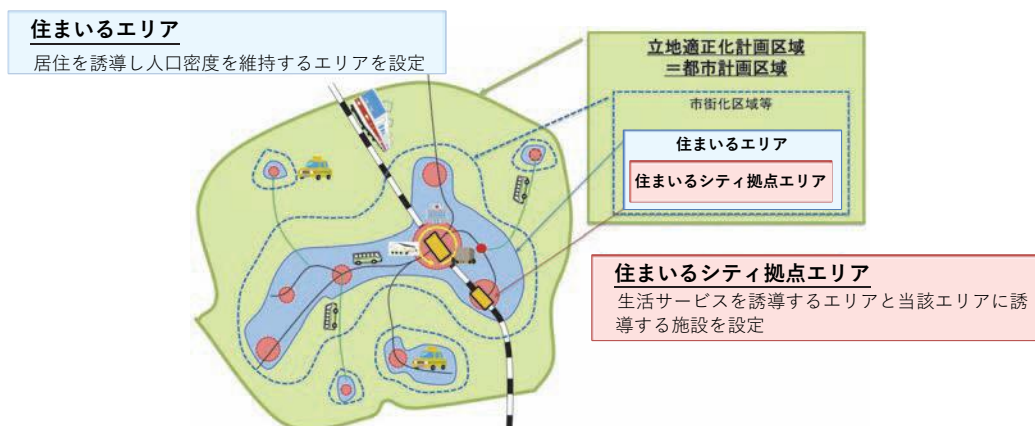 住まいるエリア
居住を誘導し人口密度を維持するエリアを設定
立地適正化計画区域
＝都市計画区域
市街化区域等
住まいるエリア
住まいるシティ拠点エリア
住まいるシティ拠点エリア
生活サービスを誘導するエリアと当該エリアに誘
導する施設を設定